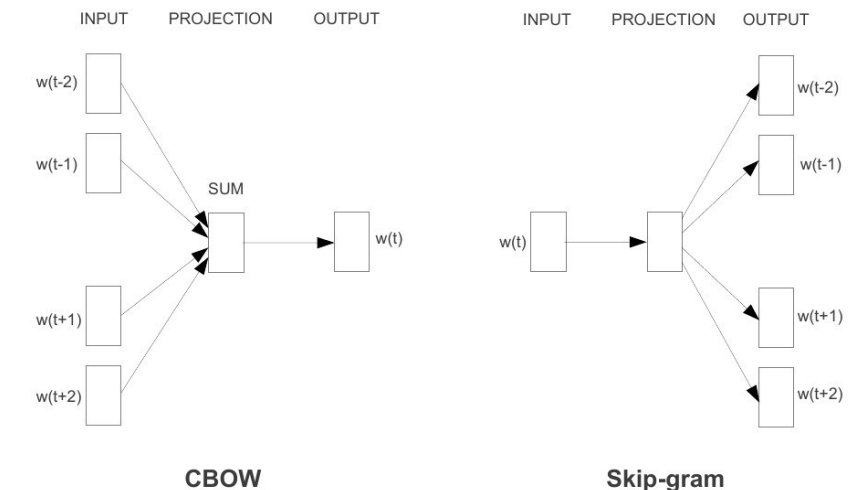 INPUT PROJECTION OUTPUT
w(t-2)
w(t-1)
SUM
w(t)
w(t+1)
w(t+2)
CBOW
INPUT PROJECTION OUTPUT
w(t-2)
w(t-1)
w(t)
w(t+1)
w(t+2)
Skip-gram